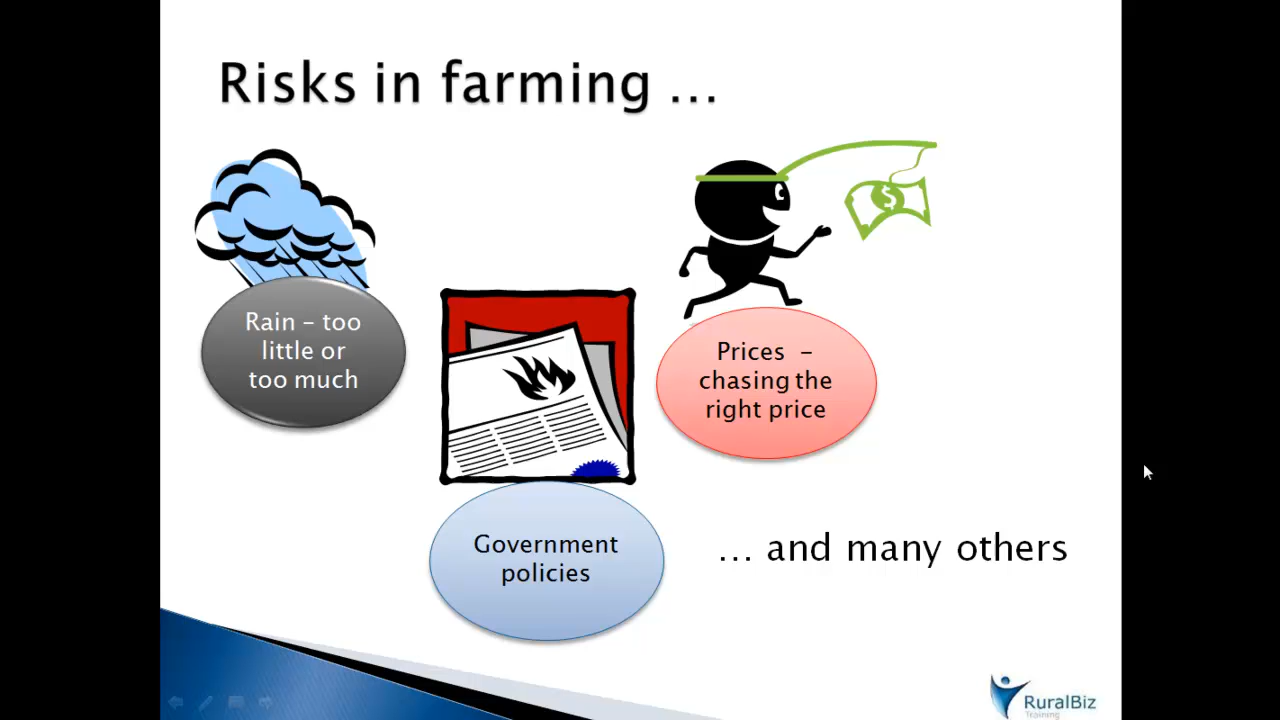 Risks in farming ...
Rain – too
little or
too much
Prices –
chasing the
right price
$
Government
policies
... and many others
RuralBiz
Training